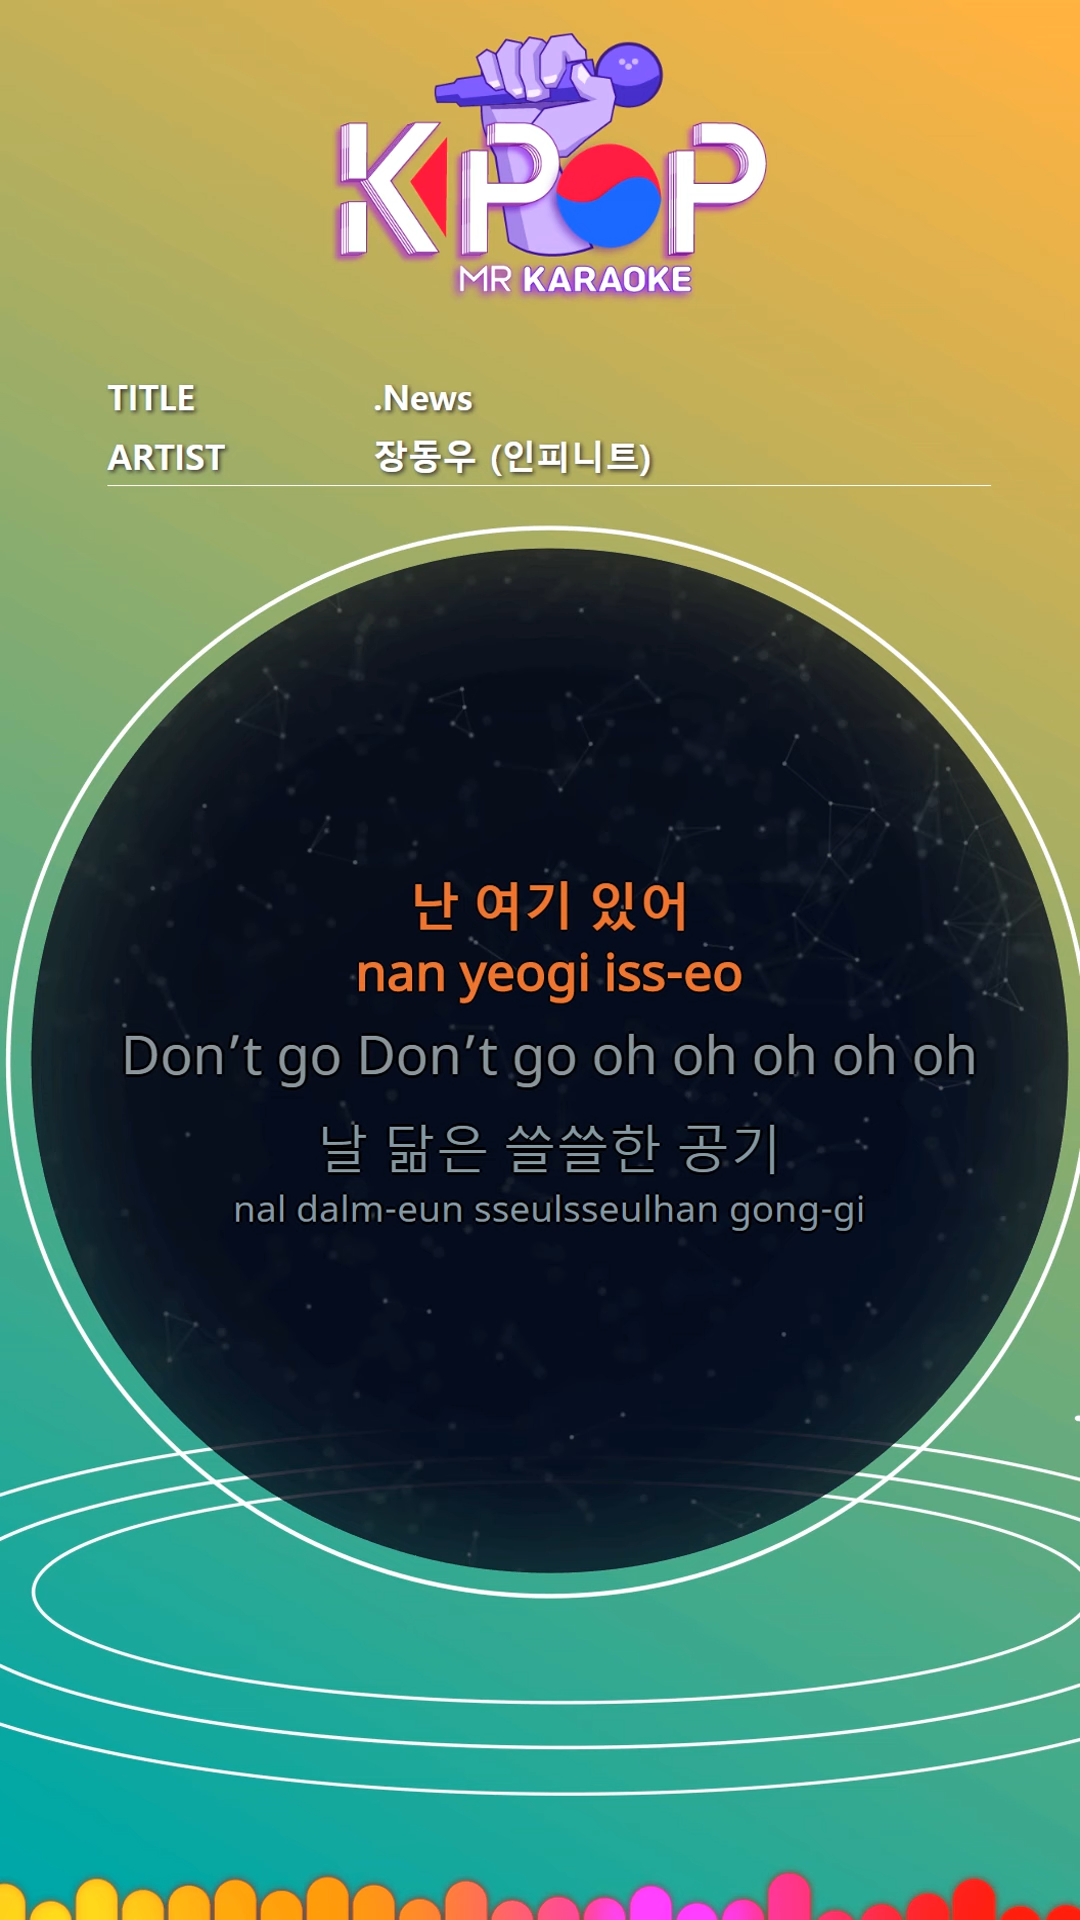 KPOP
MR KARAOKE
TITLE .News
ARTIST 장동우 (인피니트)
난 여기 있어
nan yeogi iss-eo
Don’t go Don’t go oh oh oh oh oh
날 닮은 쓸쓸한 공기
nal dalm-eun sseulsseulhan gong-gi